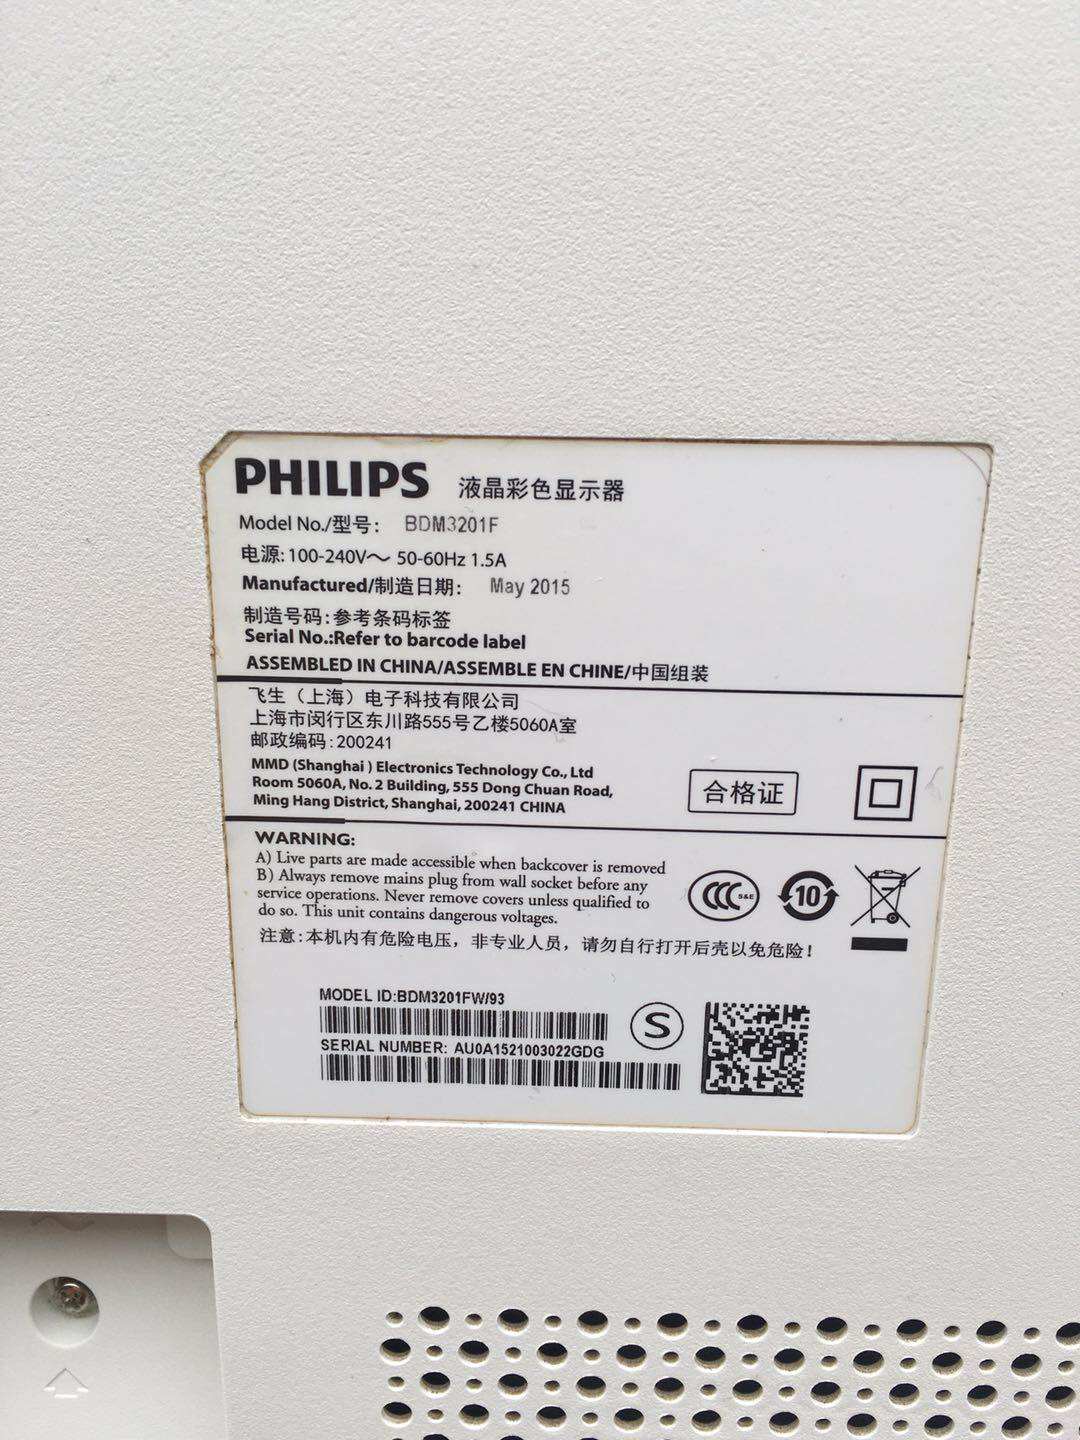 PHILIPS 液晶彩色显示器
Model No./型号: BDM3201F
电源:100-240V～ 50-60Hz 1.5A
Manufactured/制造日期: May 2015
制造号码:参考条码标签
Serial No.:Refer to barcode label
ASSEMBLED IN CHINA/ASSEMBLE EN CHINE/中国组装
飞生（上海）电子科技有限公司
上海市闵行区东川路555号乙楼5060A室
邮政编码:200241
MMD (Shanghai ) Electronics Technology Co., Ltd
Room 5060A, No. 2 Building, 555 Dong Chuan Road,
Ming Hang District, Shanghai, 200241 CHINA
合格证
WARNING:
A) Live parts are made accessible when backcover is removed
B) Always remove mains plug from wall socket before any
service operations. Never remove covers unless qualified to
do so. This unit contains dangerous voltages.
CCC S&E
10
注意:本机内有危险电压，非专业人员，请勿自行打开后壳以免危险!
MODEL ID:BDM3201FW/93
S
SERIAL NUMBER: AU0A1521003022GDG